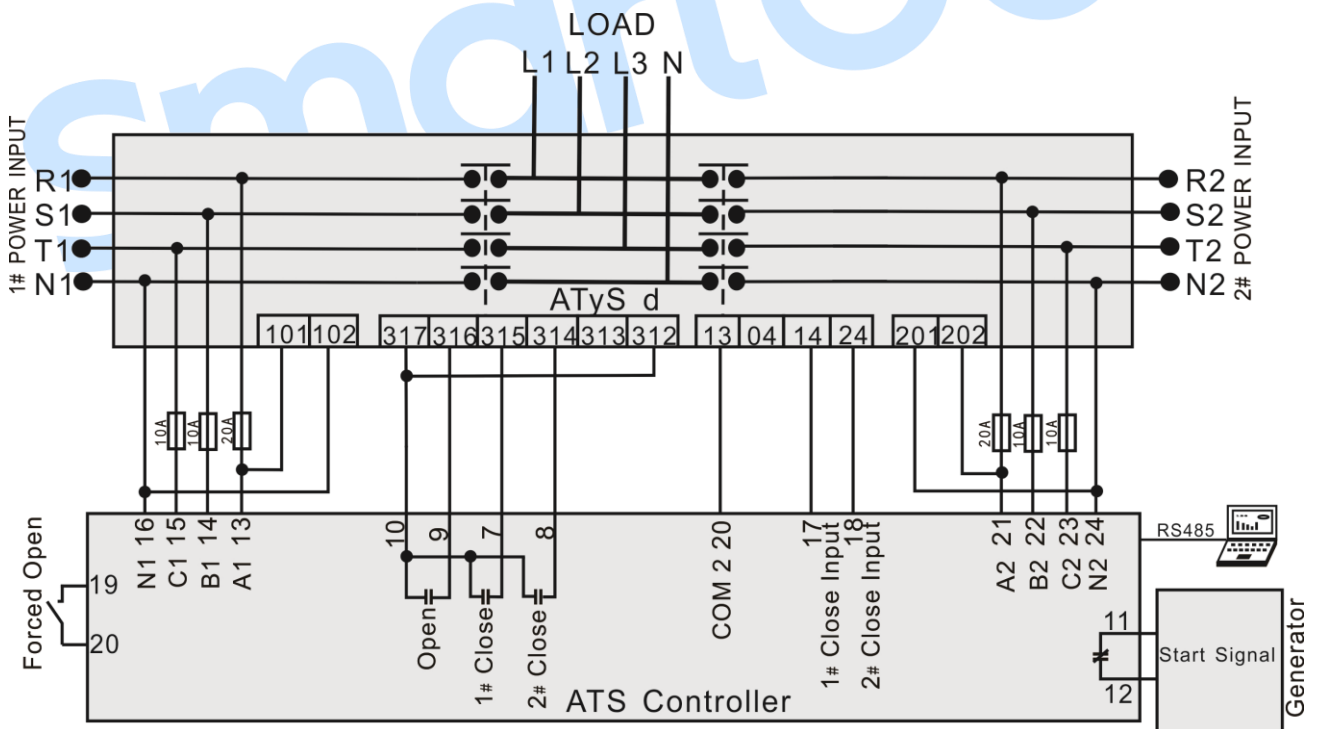 smartG
LOAD
L1 L2 L3 N
1# POWER INPUT
R1
S1
T1
N1
R2
S2
T2
N2
2# POWER INPUT
ATyS d
101 102
317 316 315 314 313 312
13 04 14 24
201 202
10A
10A
20A
20A
10A
10A
N1 16
C1 15
B1 14
A1 13
10
9
7
8
COM 2 20
17
1# Close Input
18
2# Close Input
A2 21
B2 22
C2 23
N2 24
RS485
Forced Open
19
20
Open
1# Close
2# Close
ATS Controller
11
12
Start Signal
Generator